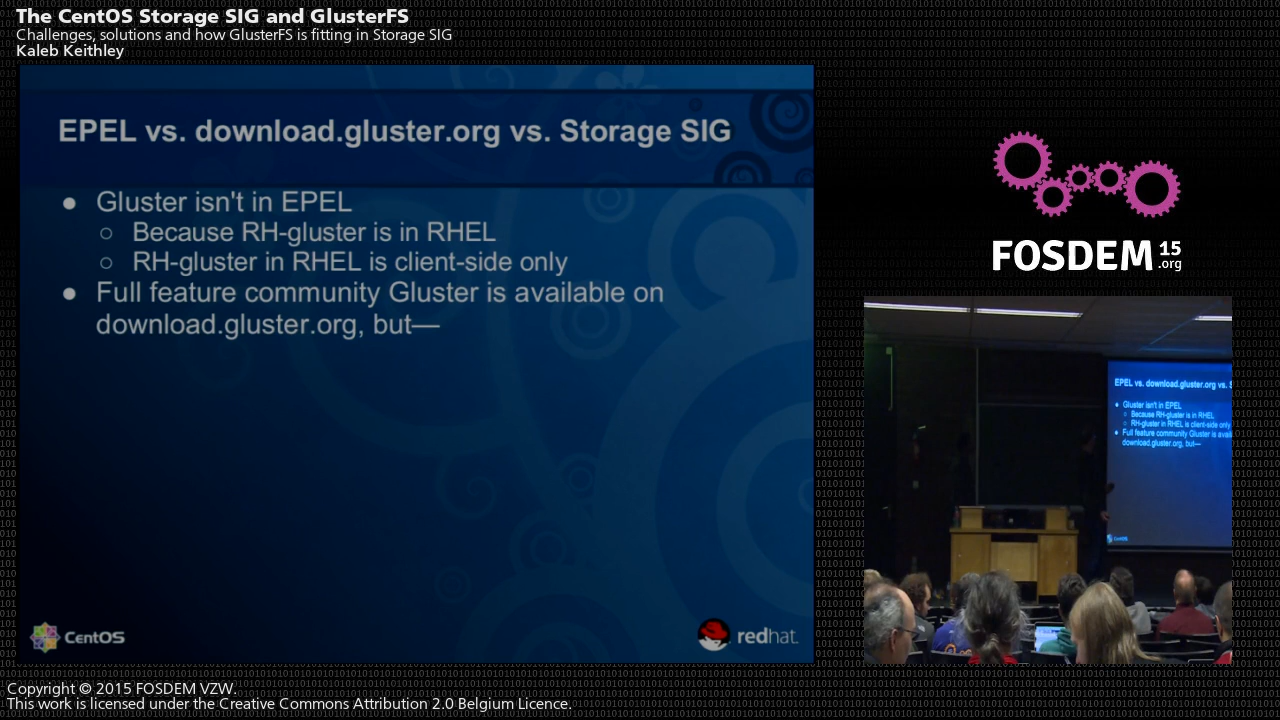 The CentOS Storage SIG and GlusterFS
Challenges, solutions and how GlusterFS is fitting in Storage SIG
Kaleb Keithley
EPEL vs. download.gluster.org vs. Storage SIG
● Gluster isn't in EPEL
○ Because RH-gluster is in RHEL
○ RH-gluster in RHEL is client-side only
● Full feature community Gluster is available on
download.gluster.org, but—
CentOS
redhat.
FOSDEM 15
.org
EPEL vs. download.gluster.org vs. S
● Gluster isn't in EPEL
○ Because RH-gluster is in RHEL
○ RH-gluster in RHEL is client-side only
● Full feature community Gluster is avail
download.gluster.org, but—
CentOS
Copyright © 2015 FOSDEM VZW.
This work is licensed under the Creative Commons Attribution 2.0 Belgium Licence.